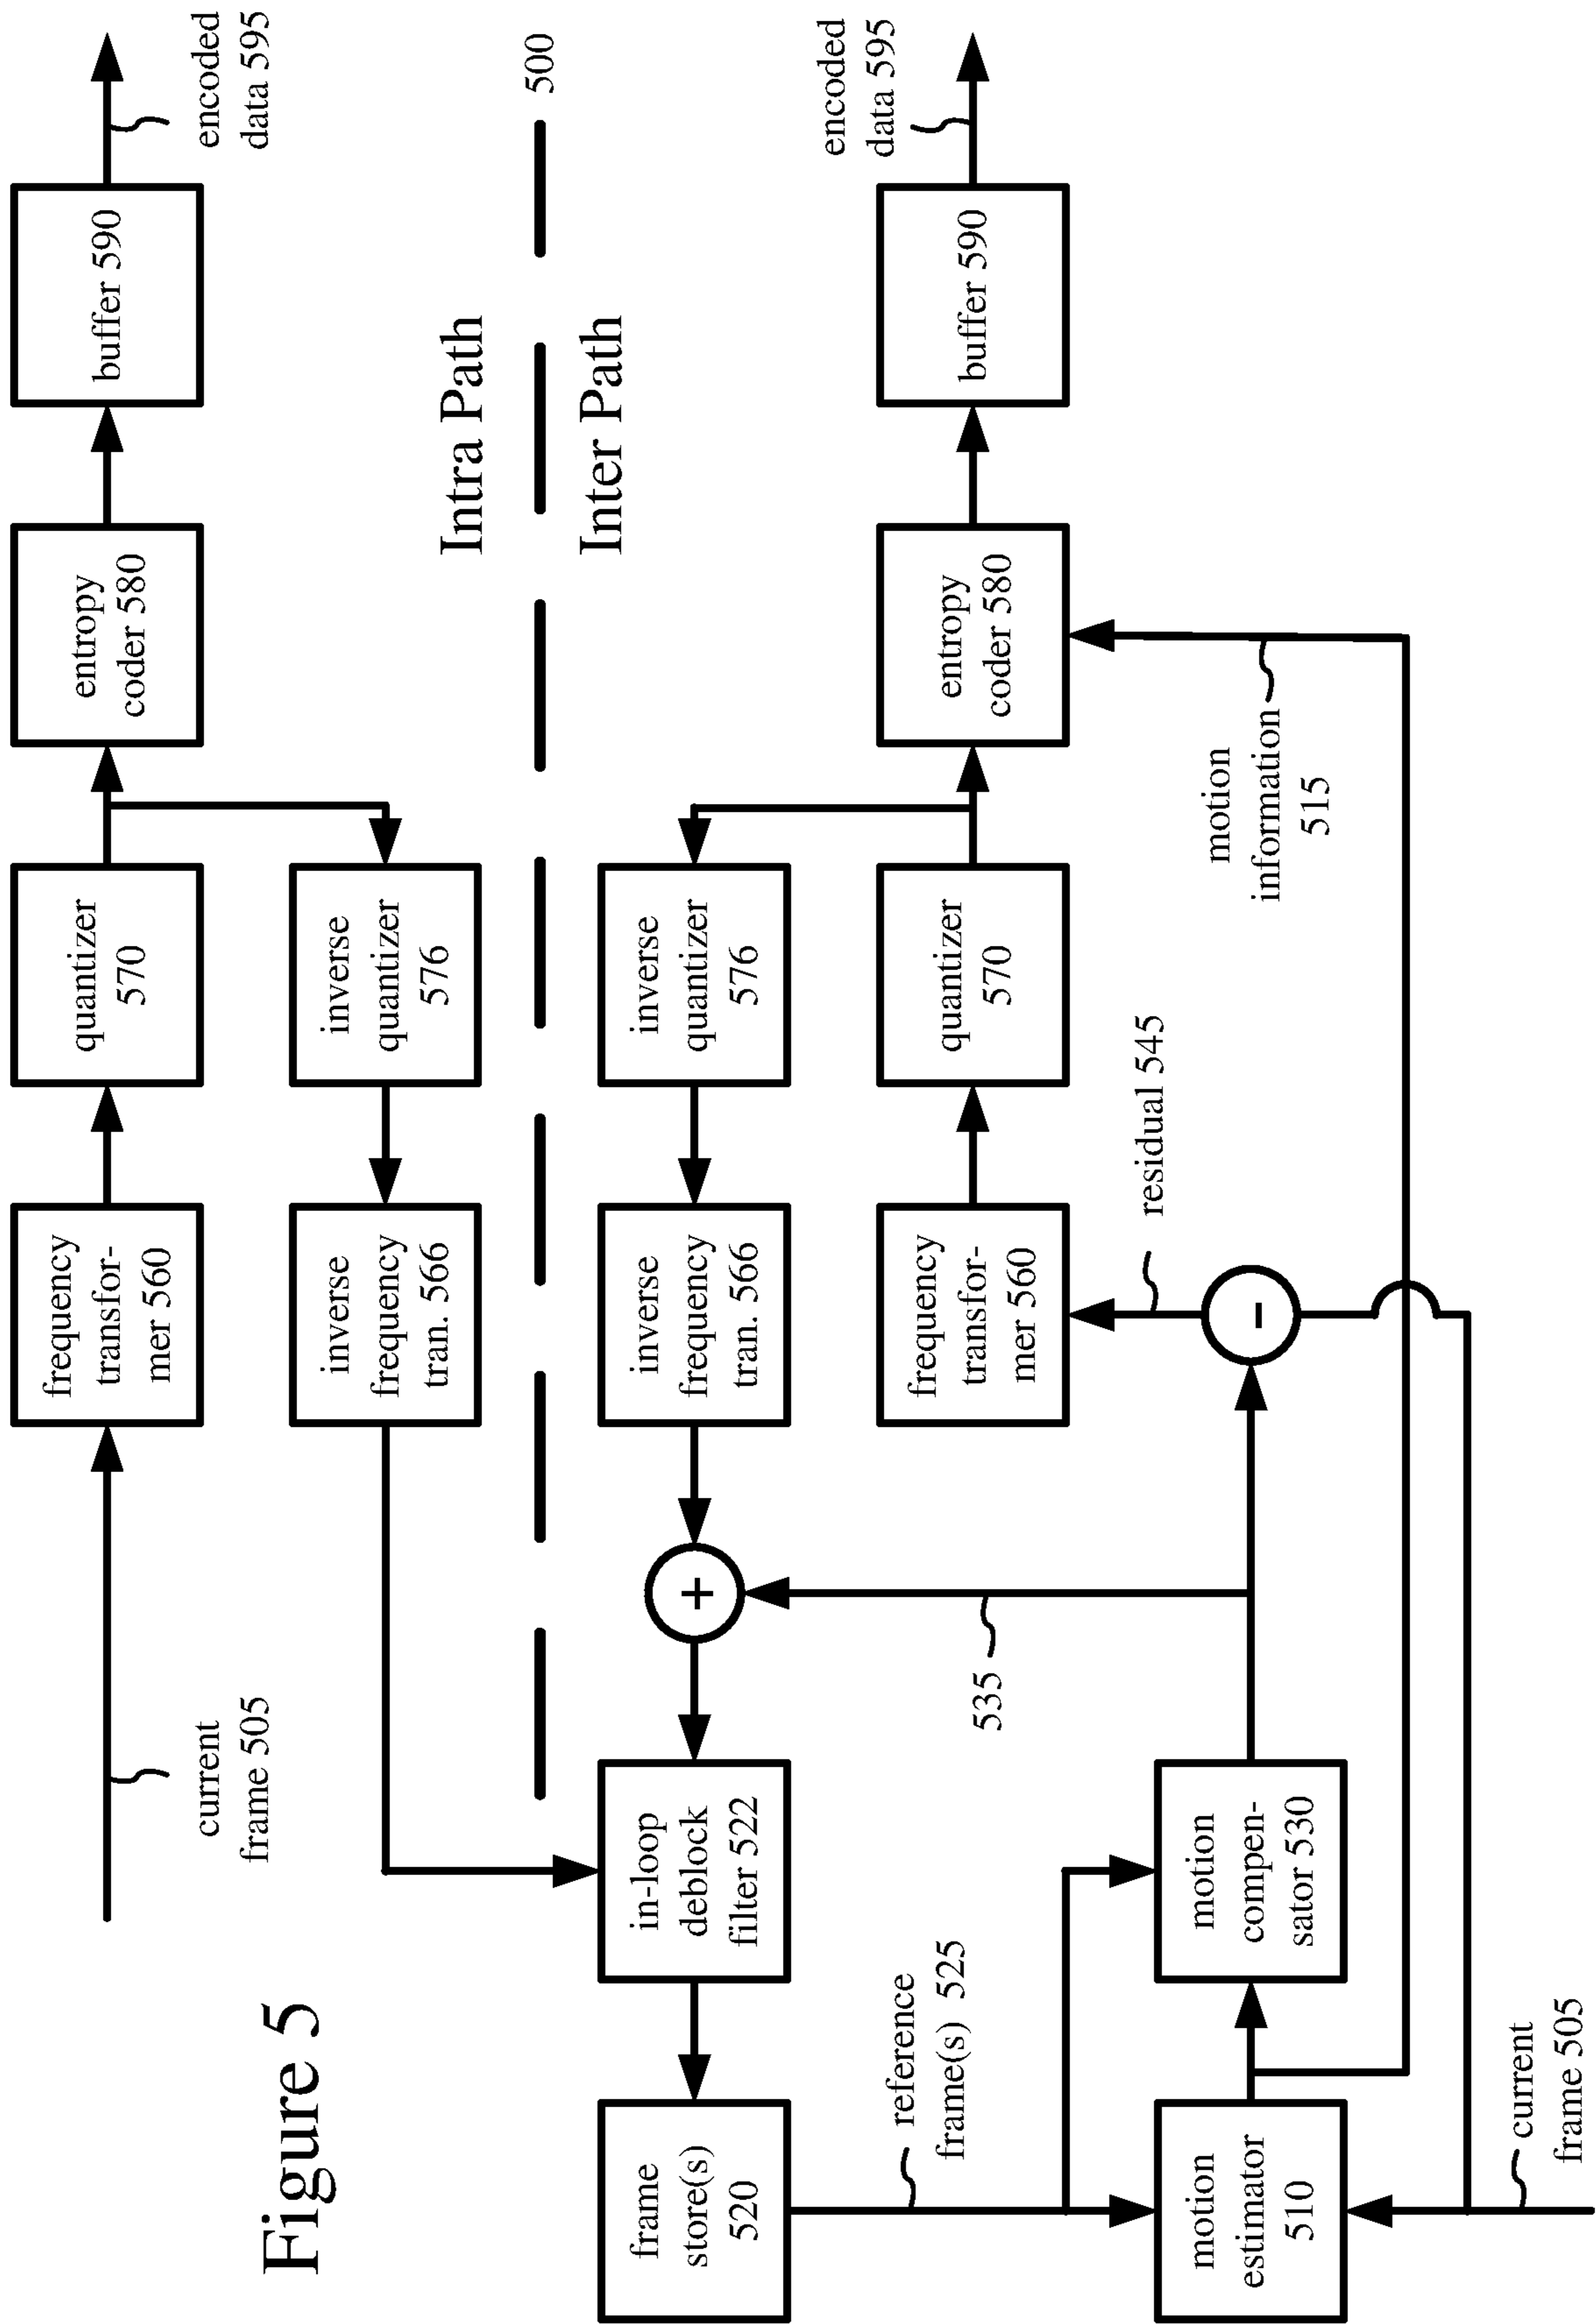 Figure 5
current
frame 505
frequency
transfor-
mer 560
quantizer
570
entropy
coder 580
buffer 590
encoded
data 595
inverse
frequency
tran. 566
inverse
quantizer
576
Intra Path
500
Inter Path
frame
store(s)
520
in-loop
deblock
filter 522
+
inverse
frequency
tran. 566
inverse
quantizer
576
reference
frame(s) 525
535
frequency
transfor-
mer 560
quantizer
570
entropy
coder 580
buffer 590
encoded
data 595
residual 545
motion
information
515
motion
estimator
510
motion
compen-
sator 530
-
current
frame 505